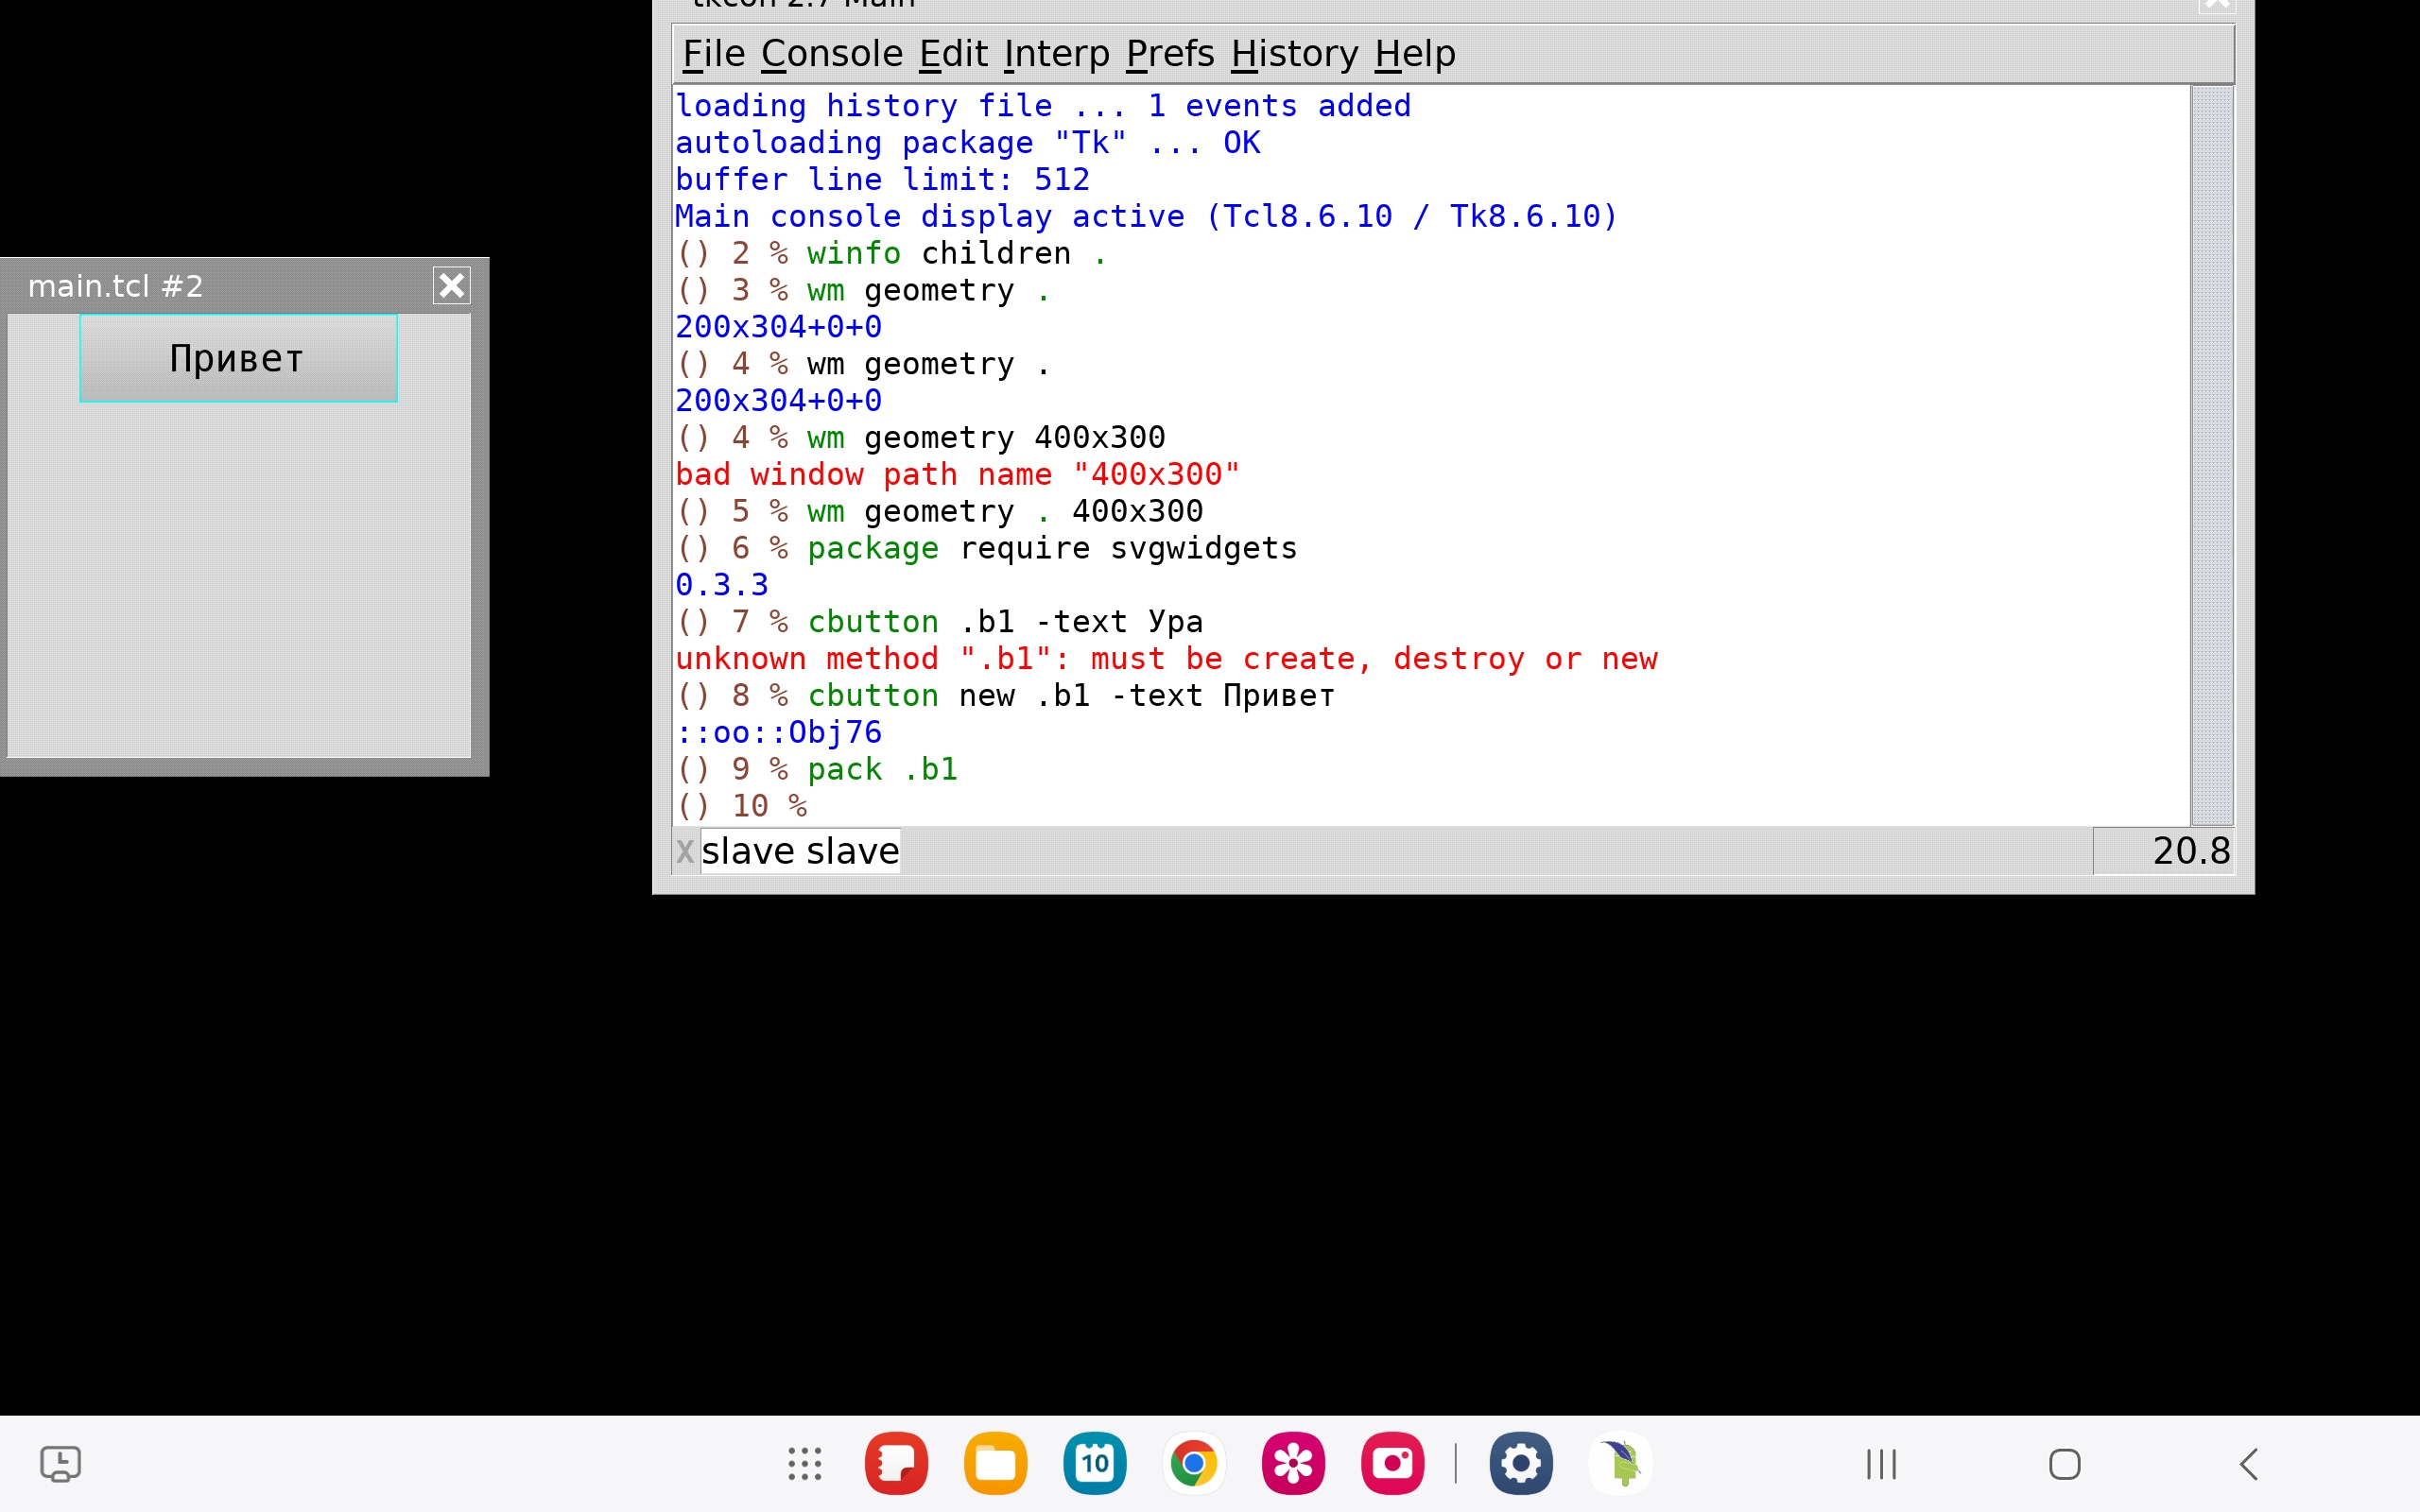 tkcon 2.7 Main
File Console Edit Interp Prefs History Help
loading history file ... 1 events added
autoloading package "Tk" ... OK
buffer line limit: 512
Main console display active (Tcl8.6.10 / Tk8.6.10)
() 2 % winfo children .
() 3 % wm geometry .
200x304+0+0
() 4 % wm geometry .
200x304+0+0
() 4 % wm geometry 400x300
bad window path name "400x300"
() 5 % wm geometry . 400x300
() 6 % package require svgwidgets
0.3.3
() 7 % cbutton .b1 -text Ура
unknown method ".b1": must be create, destroy or new
() 8 % cbutton new .b1 -text Привет
::oo::Obj76
() 9 % pack .b1
() 10 %
X slave slave
20.8
main.tcl #2
Привет
10